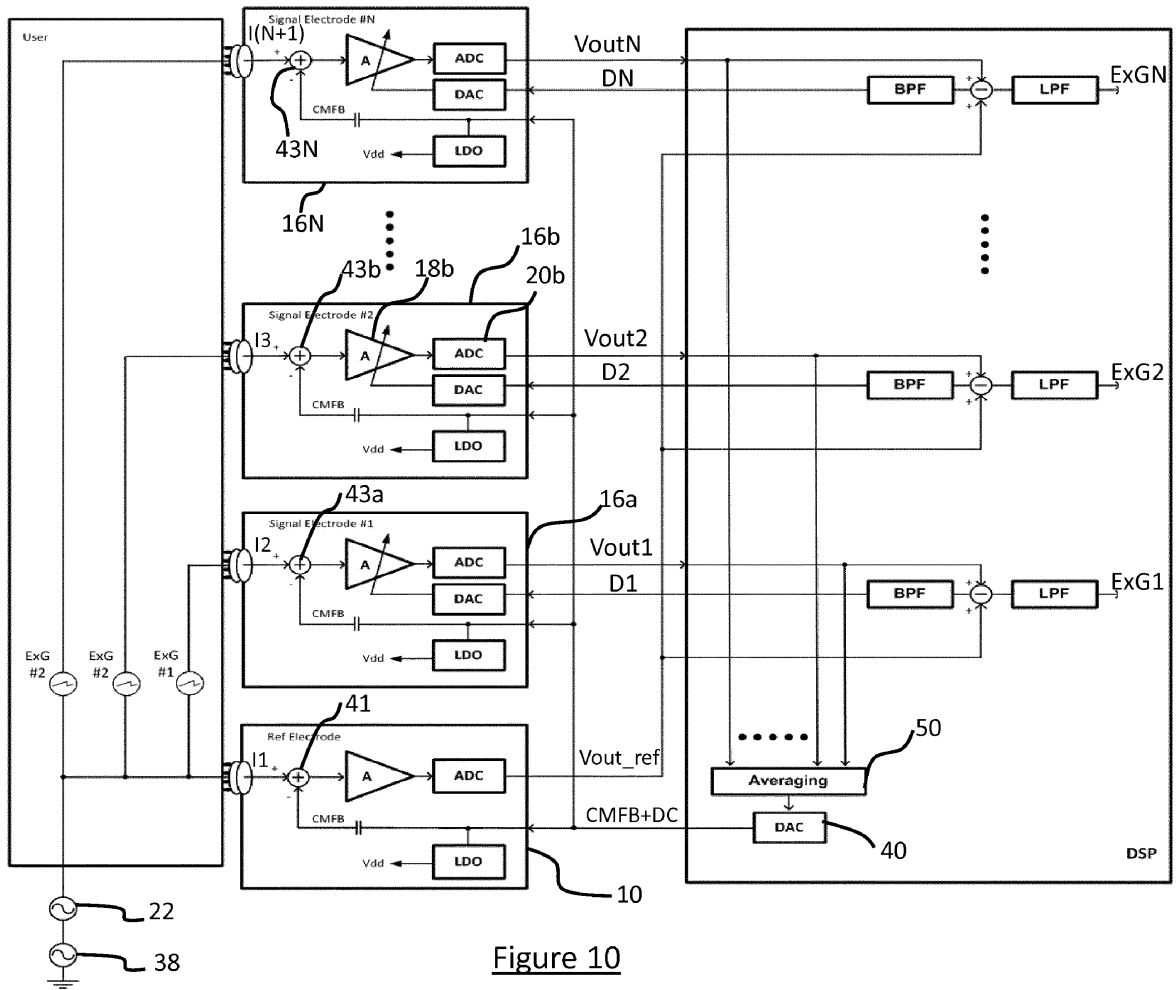 User
Signal Electrode #N
I(N+1)
+
-
A
ADC
DAC
CMFB
LDO
Vdd
43N
16N
VoutN
DN
BPF
+
+
LPF
ExGN
43b
18b
16b
20b
Signal Electrode #2
I3
+
-
A
ADC
DAC
CMFB
LDO
Vdd
Vout2
D2
BPF
+
+
LPF
ExG2
43a
16a
Signal Electrode #1
I2
+
-
A
ADC
DAC
CMFB
LDO
Vdd
Vout1
D1
BPF
+
+
LPF
ExG1
ExG
#2
ExG
#2
ExG
#1
41
Ref Electrode
I1
+
-
A
ADC
CMFB
LDO
Vdd
10
Vout_ref
CMFB+DC
50
Averaging
DAC
40
DSP
22
38
Figure 10